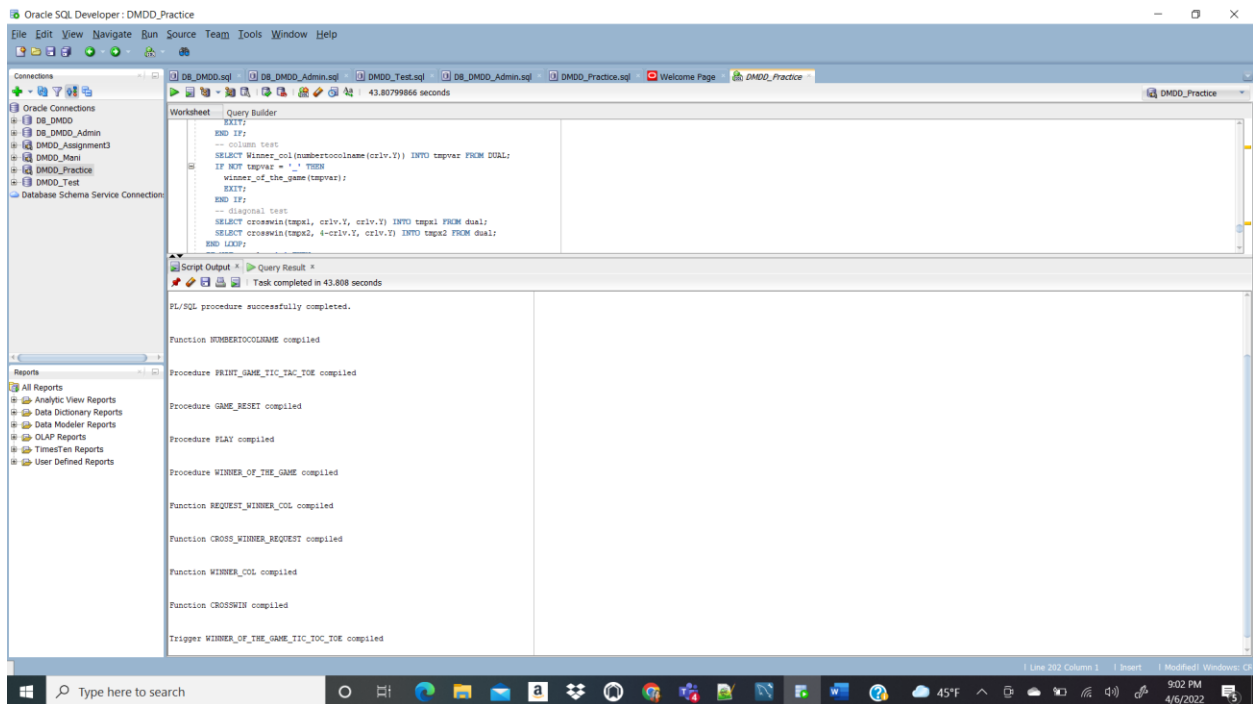 Oracle SQL Developer : DMDD_Practice
File Edit View Navigate Run Source Team Tools Window Help
Connections
Oracle Connections
DB_DMDD
DB_DMDD_Admin
DMDD_Assignment3
DMDD_Mani
DMDD_Practice
DMDD_Test
Database Schema Service Connection
Reports
All Reports
Analytic View Reports
Data Dictionary Reports
Data Modeler Reports
OLAP Reports
TimesTen Reports
User Defined Reports
DB_DMDD.sql DB_DMDD_Admin.sql DMDD_Test.sql DB_DMDD_Admin.sql DMDD_Practice.sql Welcome Page DMDD_Practice
43.80799866 seconds DMDD_Practice
Worksheet Query Builder
EXIT;
END IF;
-- column test
SELECT Winner_col(numbertocolname(crlv.Y)) INTO tmpvar FROM DUAL;
IF NOT tmpvar = '_' THEN
winner_of_the_game(tmpvar);
EXIT;
END IF;
-- diagonal test
SELECT crosswin(tmpx1, crlv.Y, crlv.Y) INTO tmpx1 FROM dual;
SELECT crosswin(tmpx2, 4-crlv.Y, crlv.Y) INTO tmpx2 FROM dual;
END LOOP;
Script Output Query Result
Task completed in 43.808 seconds
PL/SQL procedure successfully completed.
Function NUMBERTOCOLNAME compiled
Procedure PRINT_GAME_TIC_TAC_TOE compiled
Procedure GAME_RESET compiled
Procedure PLAY compiled
Procedure WINNER_OF_THE_GAME compiled
Function REQUEST_WINNER_COL compiled
Function CROSS_WINNER_REQUEST compiled
Function WINNER_COL compiled
Function CROSSWIN compiled
Trigger WINNER_OF_THE_GAME_TIC_TOC_TOE compiled
Line 202 Column 1 Insert Modified Windows: CR
Type here to search
45°F
9:02 PM
4/6/2022